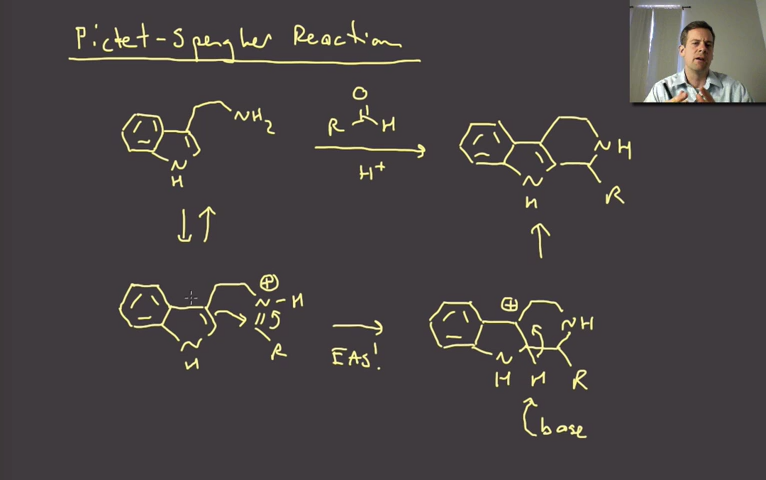 Pictet-Spengler Reaction
NH2
O
R H
H+
N
H
NH
R
N
H
+
N-H
R
N
H
EAS!
+
NH
N
H H R
base